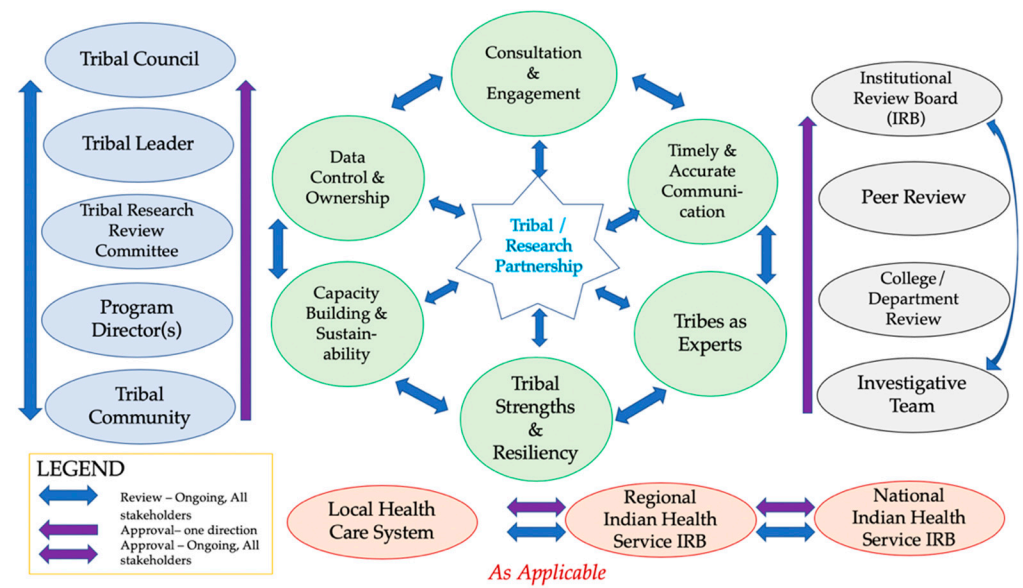 Tribal Council
Tribal Leader
Tribal Research
Review
Committee
Program
Director(s)
Tribal
Community
Consultation
&
Engagement
Data
Control &
Ownership
Timely &
Accurate
Communi-
cation
Tribal /
Research
Partnership
Capacity
Building &
Sustain-
ability
Tribes as
Experts
Tribal
Strengths
&
Resiliency
Institutional
Review Board
(IRB)
Peer Review
College/
Department
Review
Investigative
Team
LEGEND
Review – Ongoing, All
stakeholders
Approval– one direction
Approval – Ongoing, All
stakeholders
Local Health
Care System
Regional
Indian Health
Service IRB
National
Indian Health
Service IRB
As Applicable